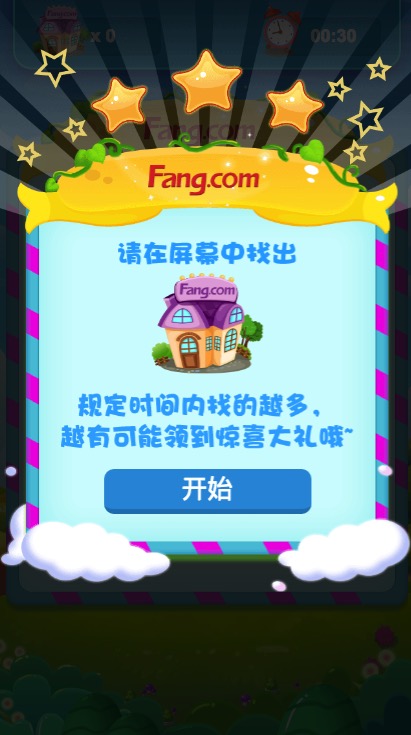 x 0
00:30
Fang.com
Fang.com
请在屏幕中找出
Fang.com
规定时间内找的越多，
越有可能领到惊喜大礼哦~
开始